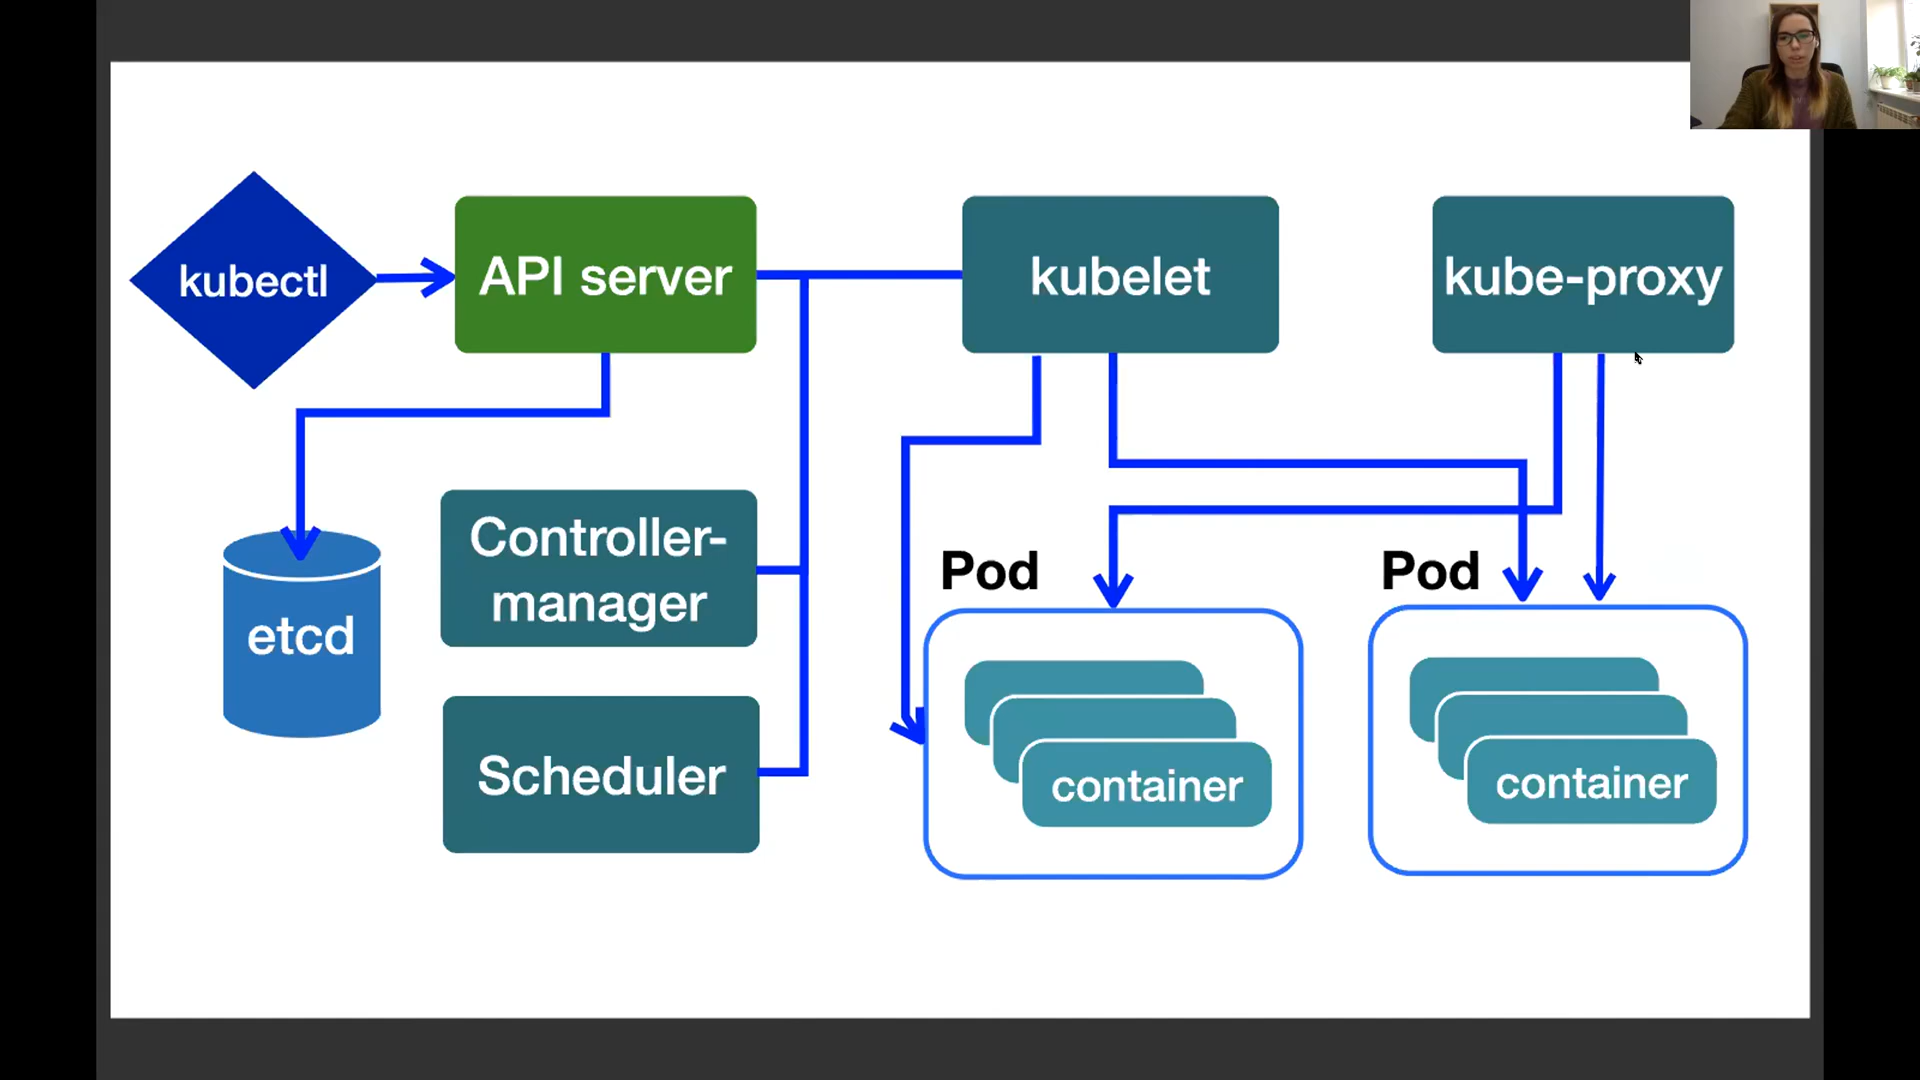 kubectl
API server
kubelet
kube-proxy
etcd
Controller-
manager
Scheduler
Pod
container
Pod
container